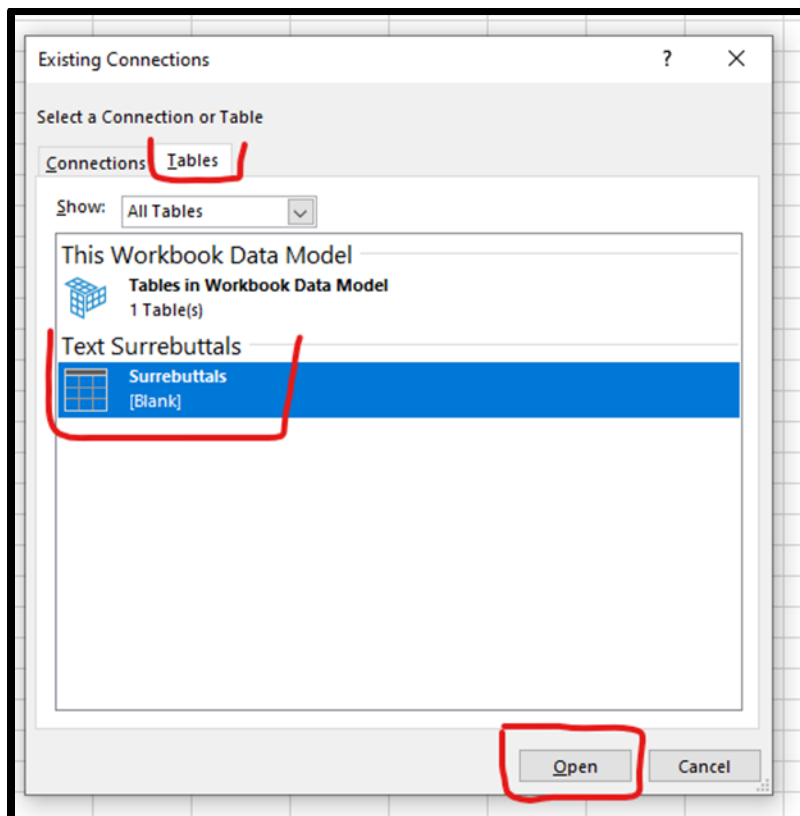 Existing Connections ?
Select a Connection or Table
Connections Tables
Show: All Tables
This Workbook Data Model
Tables in Workbook Data Model
1 Table(s)
Text Surrebuttals
Surrebuttals
[Blank]
Open Cancel